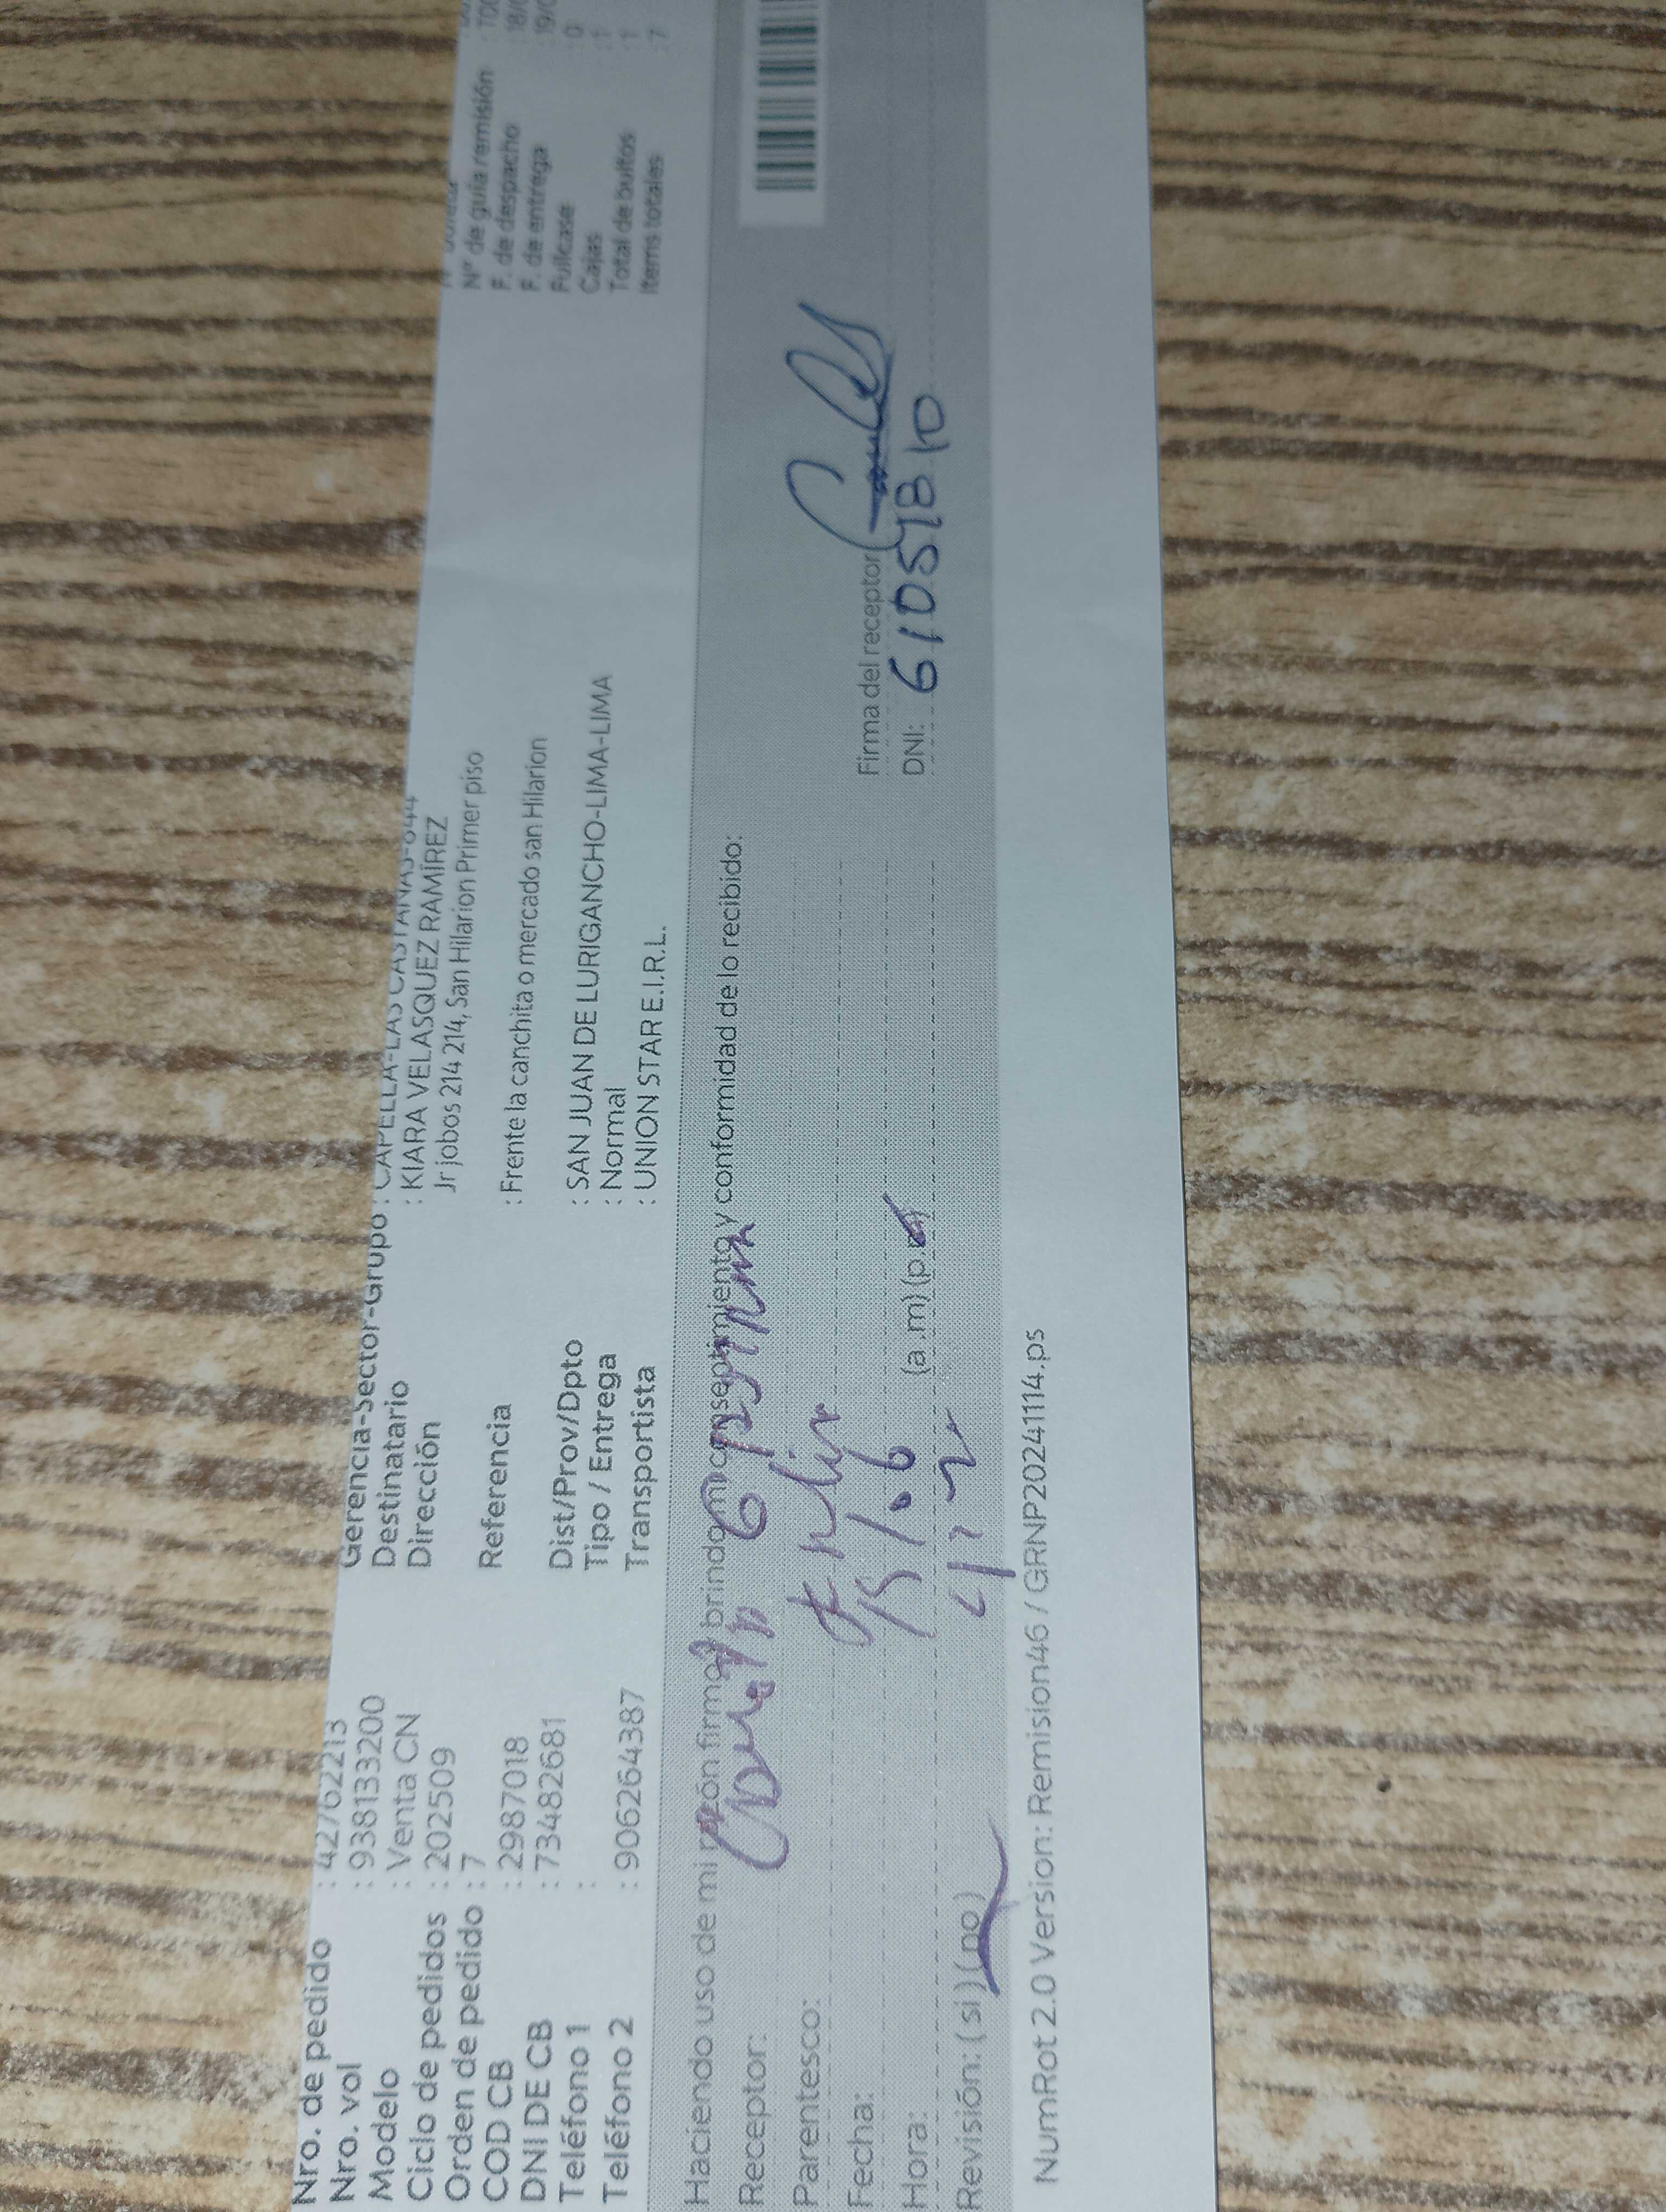 Nro. de pedido : 42762213
Nro. vol : 938133200
Modelo : Venta CN
Ciclo de pedidos : 202509
Orden de pedido : 7
COD CB : 2987018
DNI DE CB : 73482681
Teléfono 1 :
Teléfono 2 : 906264387
Gerencia-Sector-Grupo : CAPELLA-LAS CASTAÑAS-644
Destinatario : KIARA VELASQUEZ RAMÍREZ
Dirección Jr jobos 214 214, San Hilarion Primer piso
Referencia : Frente la canchita o mercado san Hilarion
Dist/Prov/Dpto : SAN JUAN DE LURIGANCHO-LIMA-LIMA
Tipo / Entrega : Normal
Transportista : UNION STAR E.I.R.L.
Nº de guía remisión
F. de despacho
F. de entrega
Fullcase : 0
Cajas : 1
Total de bultos : 1
Items totales : 7
Haciendo uso de mi razón firmo y brindo mi conseptimiento y conformidad de lo recibido:
Receptor:
Parentesco:
Fecha:
Hora: (a.m) (p.m)
Revisión: ( si ) ( no )
Firma del receptor
DNI: 61051810
NumRot 2.0 Version: Remision46 / GRNP20241114.ps